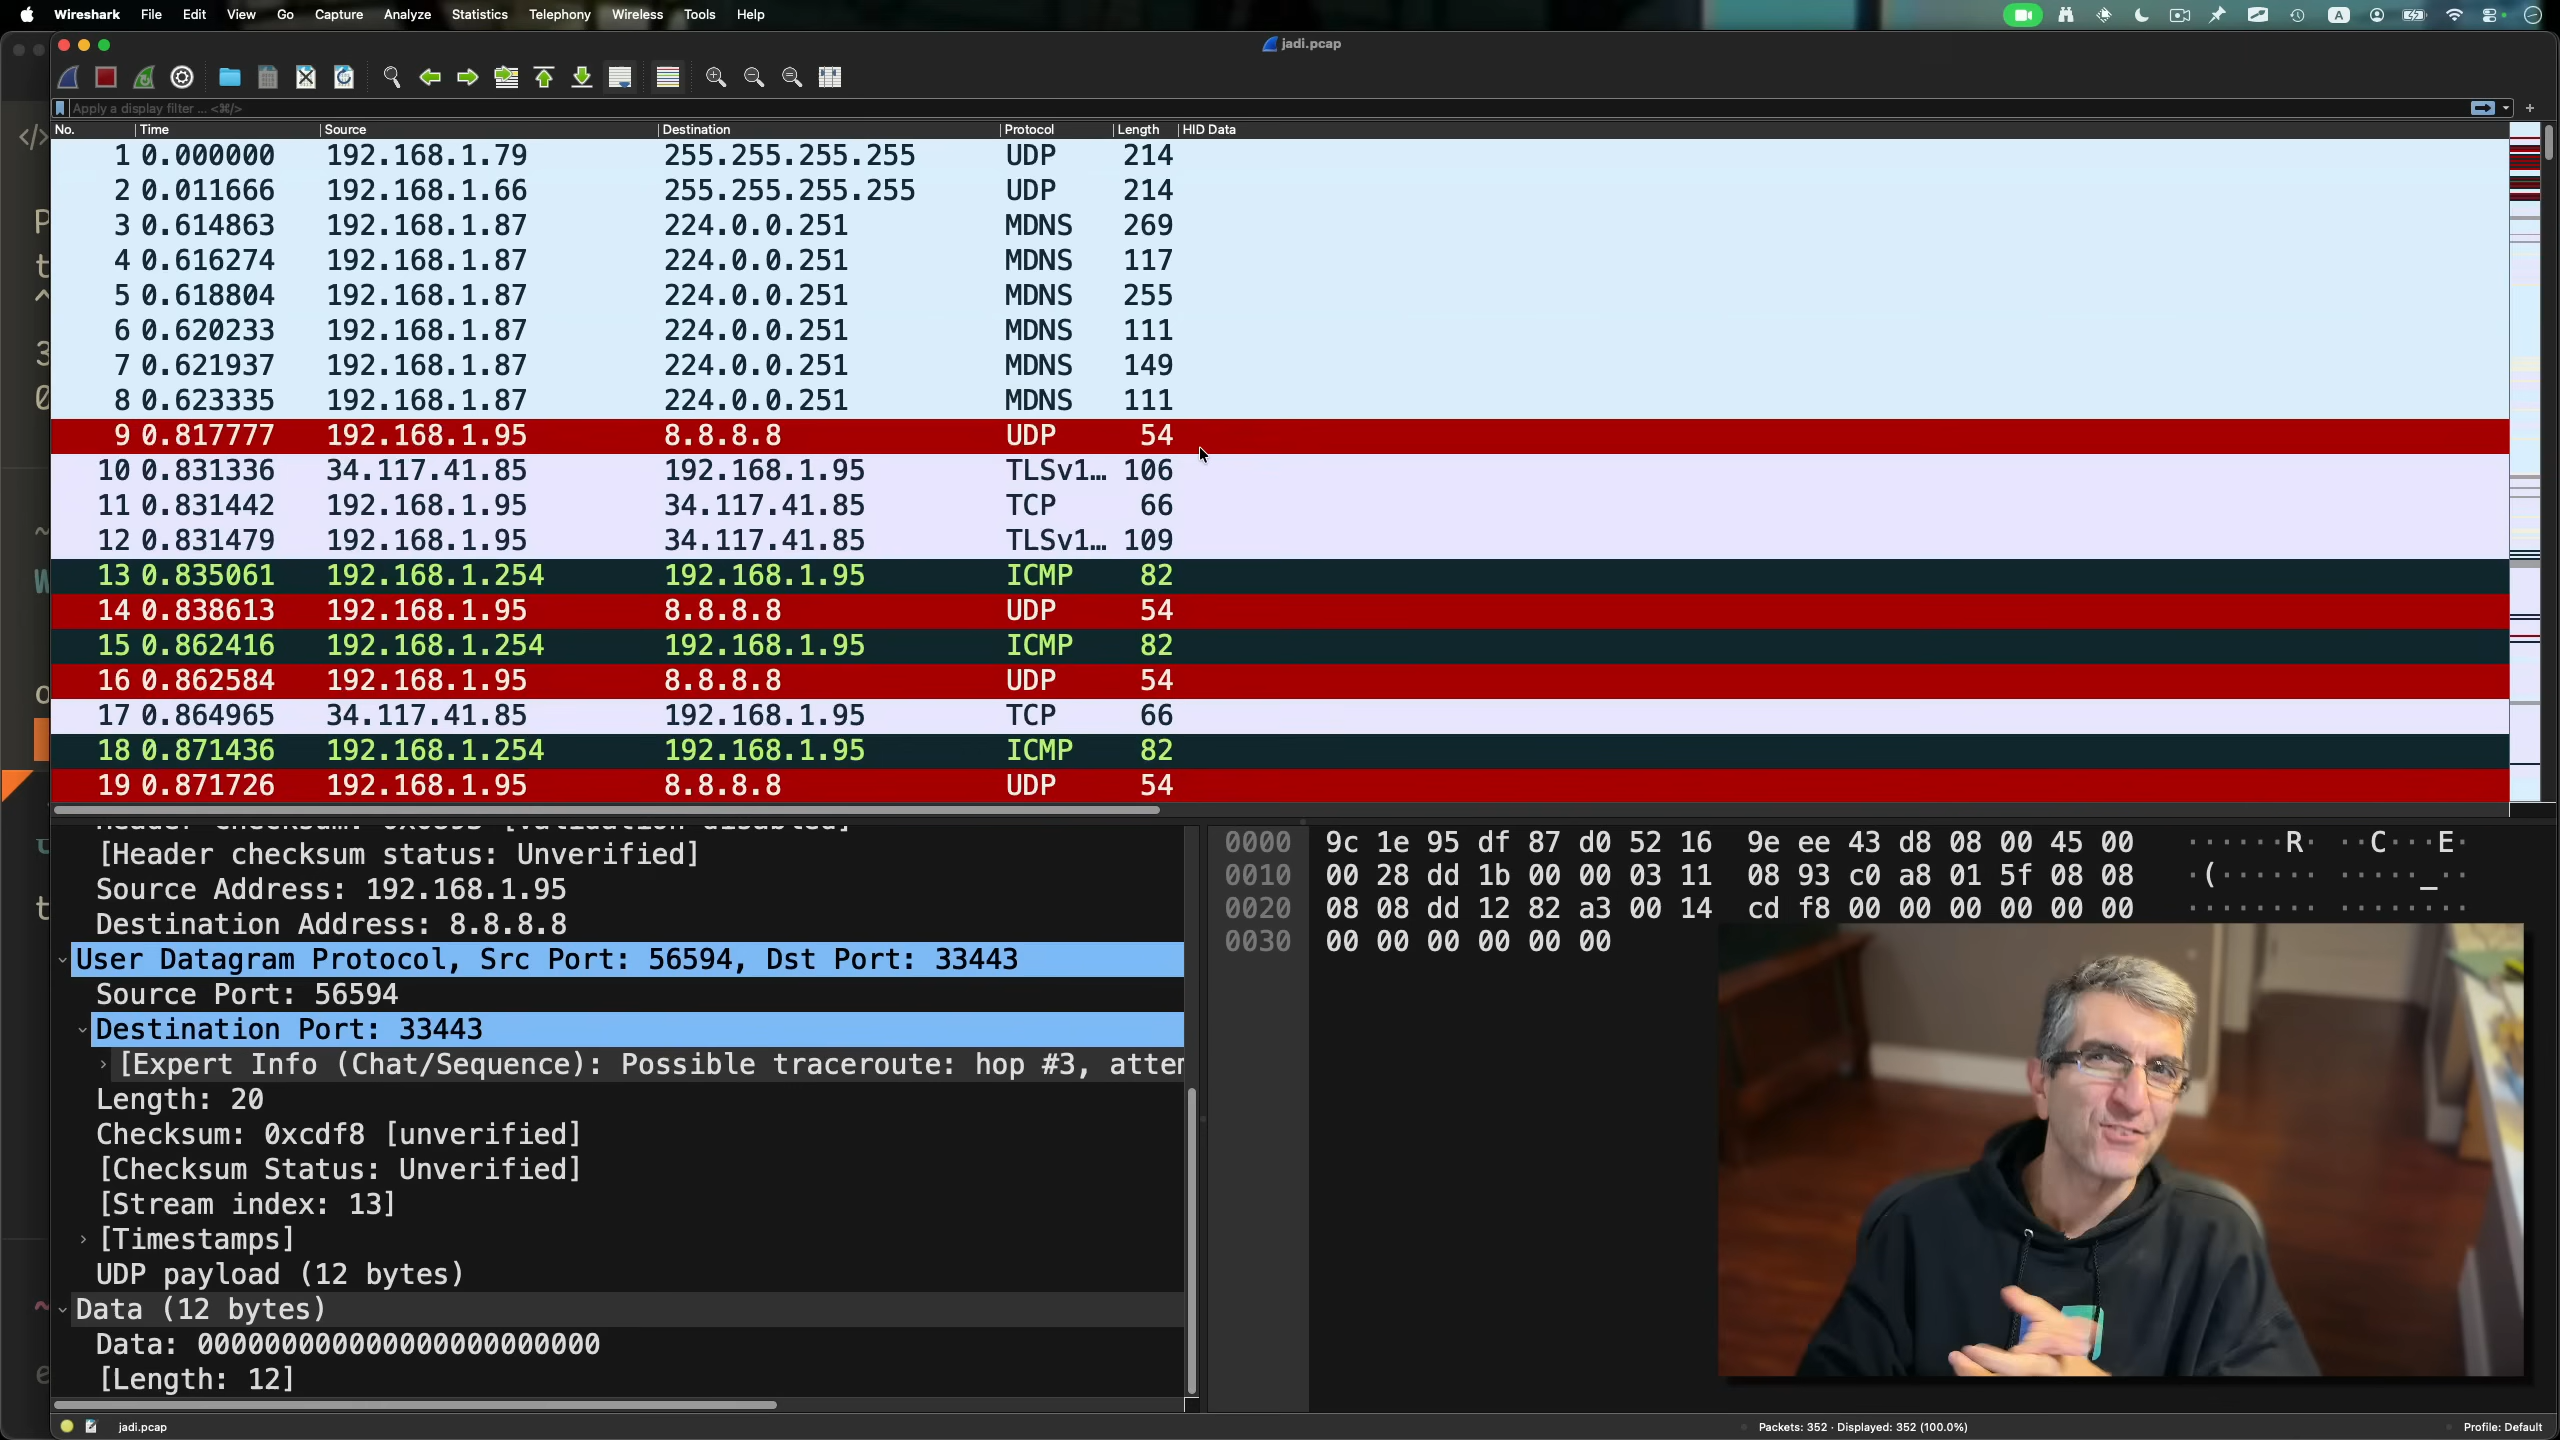 Wireshark File Edit View Go Capture Analyze Statistics Telephony Wireless Tools Help
jadi.pcap
Apply a display filter ... <⌘/>
No. Time Source Destination Protocol Length HID Data
1 0.000000 192.168.1.79 255.255.255.255 UDP 214
2 0.011666 192.168.1.66 255.255.255.255 UDP 214
3 0.614863 192.168.1.87 224.0.0.251 MDNS 269
4 0.616274 192.168.1.87 224.0.0.251 MDNS 117
5 0.618804 192.168.1.87 224.0.0.251 MDNS 255
6 0.620233 192.168.1.87 224.0.0.251 MDNS 111
7 0.621937 192.168.1.87 224.0.0.251 MDNS 149
8 0.623335 192.168.1.87 224.0.0.251 MDNS 111
9 0.817777 192.168.1.95 8.8.8.8 UDP 54
10 0.831336 34.117.41.85 192.168.1.95 TLSv1… 106
11 0.831442 192.168.1.95 34.117.41.85 TCP 66
12 0.831479 192.168.1.95 34.117.41.85 TLSv1… 109
13 0.835061 192.168.1.254 192.168.1.95 ICMP 82
14 0.838613 192.168.1.95 8.8.8.8 UDP 54
15 0.862416 192.168.1.254 192.168.1.95 ICMP 82
16 0.862584 192.168.1.95 8.8.8.8 UDP 54
17 0.864965 34.117.41.85 192.168.1.95 TCP 66
18 0.871436 192.168.1.254 192.168.1.95 ICMP 82
19 0.871726 192.168.1.95 8.8.8.8 UDP 54
[Header checksum status: Unverified]
Source Address: 192.168.1.95
Destination Address: 8.8.8.8
User Datagram Protocol, Src Port: 56594, Dst Port: 33443
Source Port: 56594
Destination Port: 33443
[Expert Info (Chat/Sequence): Possible traceroute: hop #3, atte
Length: 20
Checksum: 0xcdf8 [unverified]
[Checksum Status: Unverified]
[Stream index: 13]
[Timestamps]
UDP payload (12 bytes)
Data (12 bytes)
Data: 000000000000000000000000
[Length: 12]
0000 9c 1e 95 df 87 d0 52 16 9e ee 43 d8 08 00 45 00 ······R· ··C···E·
0010 00 28 dd 1b 00 00 03 11 08 93 c0 a8 01 5f 08 08 ·(······ ·····_··
0020 08 08 dd 12 82 a3 00 14 cd f8 00 00 00 00 00 00 ········ ········
0030 00 00 00 00 00 00
jadi.pcap
Packets: 352 · Displayed: 352 (100.0%)
Profile: Default